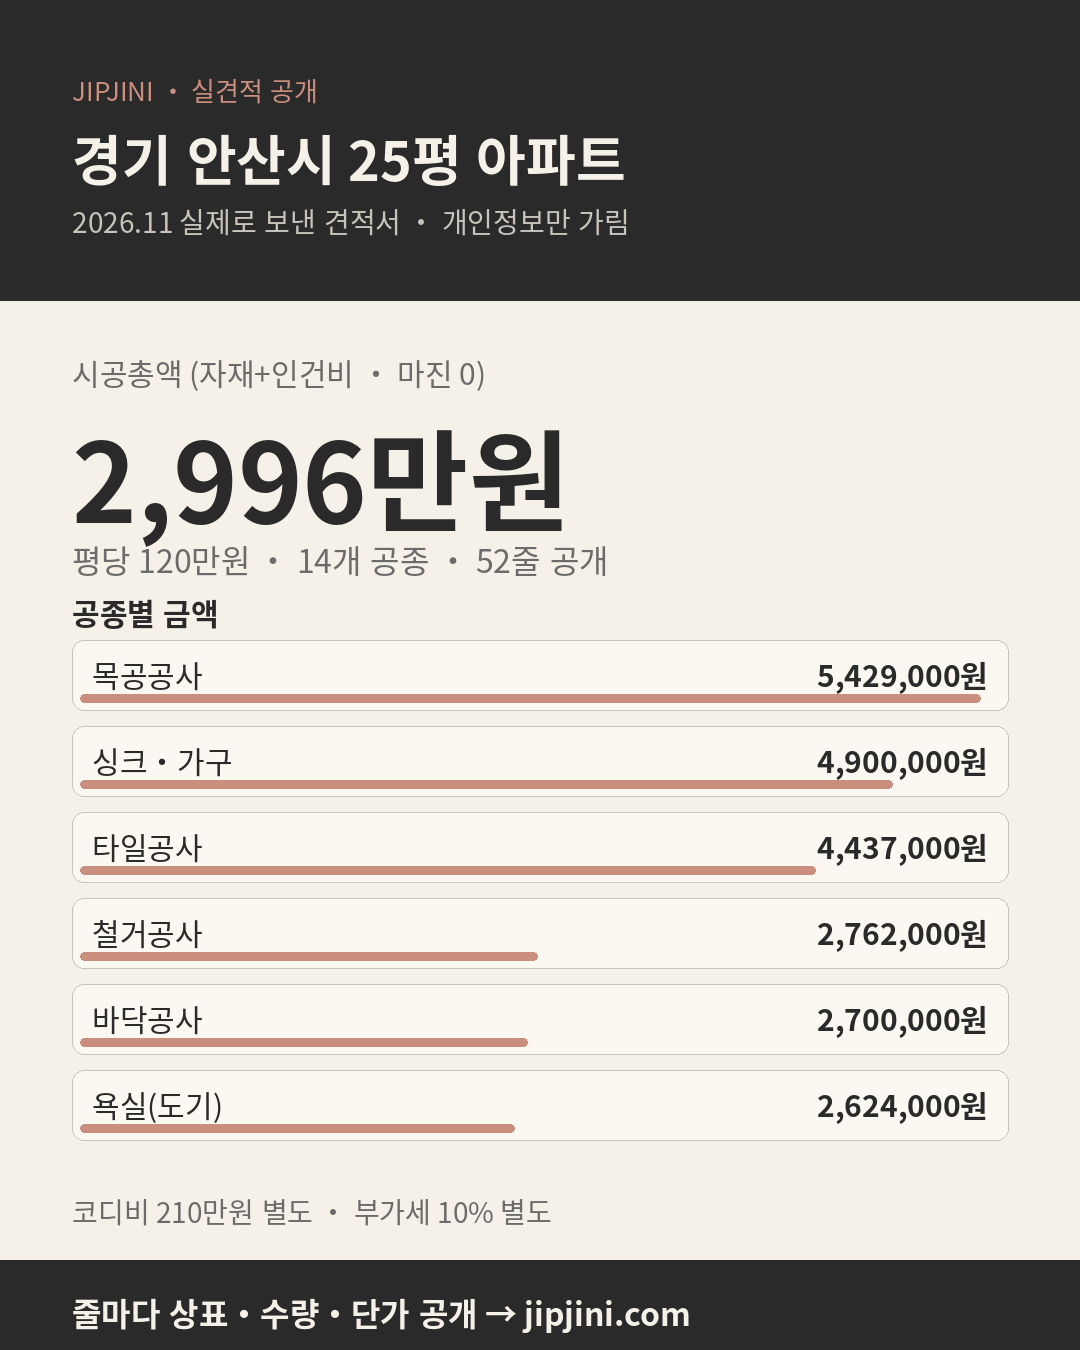 JIPJINI · 실견적 공개
경기 안산시 25평 아파트
2026.11 실제로 보낸 견적서 · 개인정보만 가림
시공총액 (자재+인건비 · 마진 0)
2,996만원
평당 120만원 · 14개 공종 · 52줄 공개
공종별 금액
목공공사 5,429,000원
싱크·가구 4,900,000원
타일공사 4,437,000원
철거공사 2,762,000원
바닥공사 2,700,000원
욕실(도기) 2,624,000원
코디비 210만원 별도 · 부가세 10% 별도
줄마다 상표·수량·단가 공개 → jipjini.com